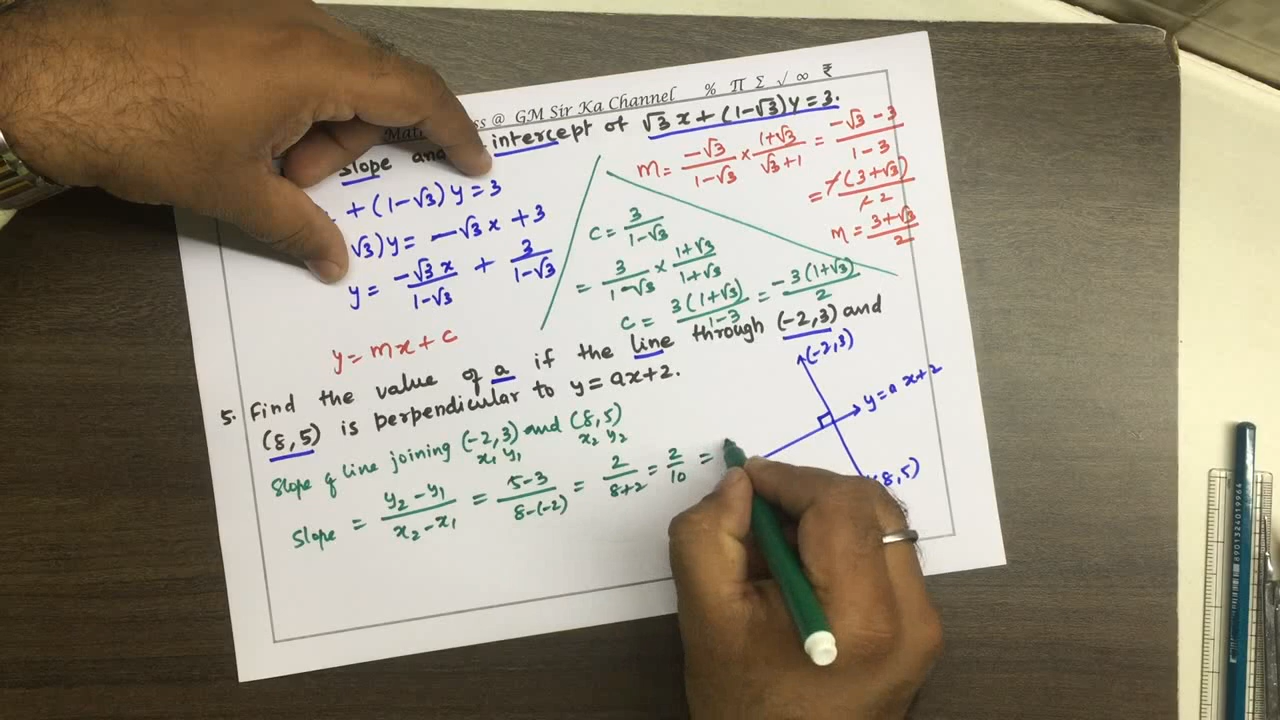 Math ss @ GM Sir Ka Channel % Π Σ √ ∞ ₹
slope and intercept of √3 x + (1-√3) y = 3.
+ (1-√3) y = 3
√3) y = -√3 x + 3
y = -√3 x / 1-√3 + 3 / 1-√3
y = mx + c
m = -√3 / 1-√3 × 1+√3 / √3+1 = -√3 - 3 / 1-3
= -(3+√3) / -2
m = 3+√3 / 2
c = 3 / 1-√3
= 3 / 1-√3 × 1+√3 / 1+√3
c = 3(1+√3) / 1-3 = -3(1+√3) / 2
5. Find the value of a if the line through (-2,3) and
(8,5) is perpendicular to y = ax+2.
Slope of line joining (-2,3) and (8,5)
x1 y1 x2 y2
Slope = y2 - y1 / x2 - x1 = 5-3 / 8-(-2) = 2 / 8+2 = 2 / 10 =
(-2,3)
y = a x+2
8,5)
8901324019964